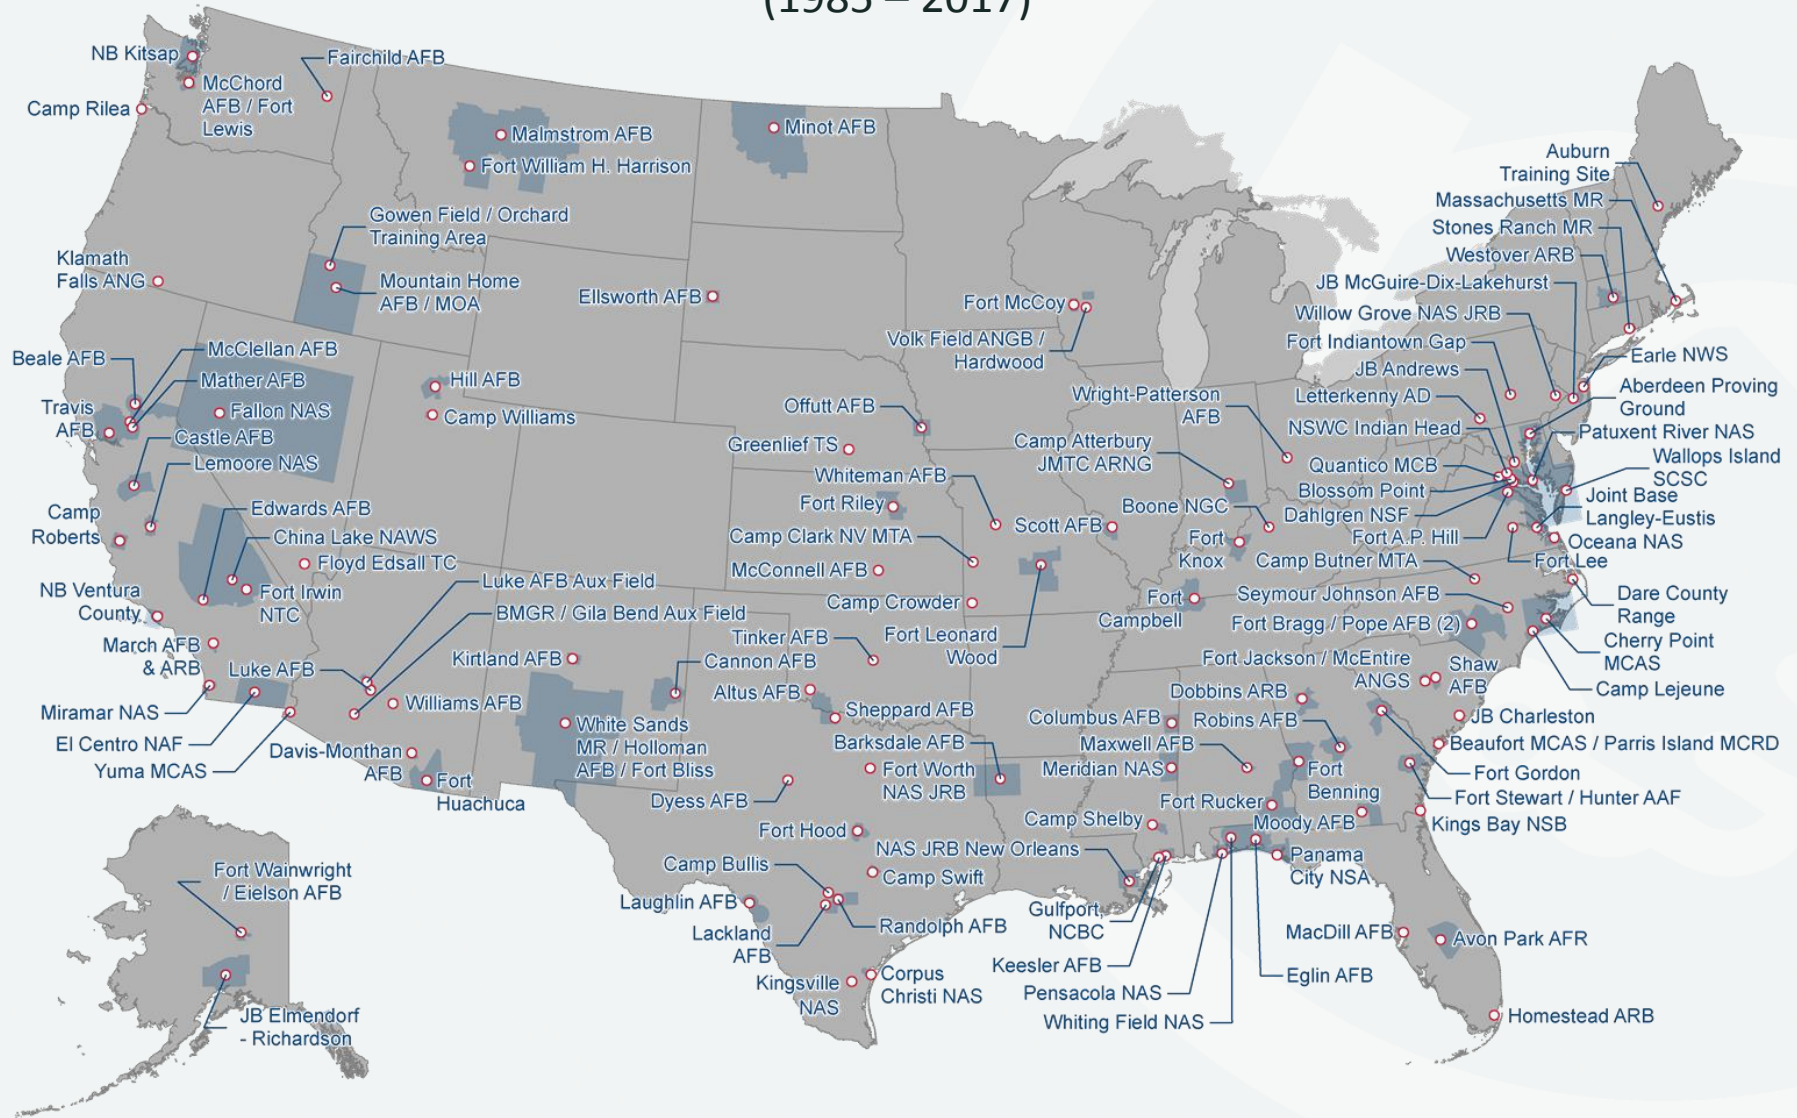 (1985 – 2017)
NB Kitsap
Fairchild AFB
McChord
AFB / Fort
Lewis
Camp Rilea
Malmstrom AFB
Fort William H. Harrison
Minot AFB
Auburn
Training Site
Massachusetts MR
Stones Ranch MR
Westover ARB
Gowen Field / Orchard
Training Area
Klamath
Falls ANG
Mountain Home
AFB / MOA
Ellsworth AFB
Fort McCoy
Volk Field ANGB /
Hardwood
JB McGuire-Dix-Lakehurst
Willow Grove NAS JRB
Fort Indiantown Gap
JB Andrews
Letterkenny AD
NSWC Indian Head
Quantico MCB
Blossom Point
Dahlgren NSF
Fort A.P. Hill
Earle NWS
Aberdeen Proving
Ground
Patuxent River NAS
Wallops Island
SCSC
Joint Base
Langley-Eustis
Oceana NAS
Fort Lee
Beale AFB
McClellan AFB
Mather AFB
Travis
AFB
Fallon NAS
Castle AFB
Lemoore NAS
Hill AFB
Camp Williams
Offutt AFB
Greenlief TS
Whiteman AFB
Fort Riley
Camp Clark NV MTA
McConnell AFB
Camp Crowder
Wright-Patterson
AFB
Camp Atterbury
JMTC ARNG
Boone NGC
Scott AFB
Fort
Knox
Fort
Campbell
Camp Butner MTA
Seymour Johnson AFB
Fort Bragg / Pope AFB (2)
Dare County
Range
Cherry Point
MCAS
Camp Lejeune
Camp
Roberts
Edwards AFB
China Lake NAWS
Floyd Edsall TC
Fort Irwin
NTC
NB Ventura
County
March AFB
& ARB
Luke AFB
Luke AFB Aux Field
BMGR / Gila Bend Aux Field
Miramar NAS
El Centro NAF
Yuma MCAS
Williams AFB
Davis-Monthan
AFB
Fort
Huachuca
Kirtland AFB
Cannon AFB
White Sands
MR / Holloman
AFB / Fort Bliss
Tinker AFB
Altus AFB
Sheppard AFB
Fort Leonard
Wood
Fort Jackson / McEntire
ANGS
Shaw
AFB
Dobbins ARB
Robins AFB
Columbus AFB
Maxwell AFB
Meridian NAS
JB Charleston
Beaufort MCAS / Parris Island MCRD
Fort Gordon
Fort Stewart / Hunter AAF
Kings Bay NSB
Fort
Benning
Fort Rucker
Moody AFB
Camp Shelby
Barksdale AFB
Fort Worth
NAS JRB
Dyess AFB
Fort Hood
NAS JRB New Orleans
Camp Bullis
Camp Swift
Laughlin AFB
Lackland
AFB
Randolph AFB
Kingsville
NAS
Corpus
Christi NAS
Gulfport,
NCBC
Keesler AFB
Pensacola NAS
Whiting Field NAS
Eglin AFB
Panama
City NSA
MacDill AFB
Avon Park AFR
Homestead ARB
Fort Wainwright
/ Eielson AFB
JB Elmendorf
- Richardson